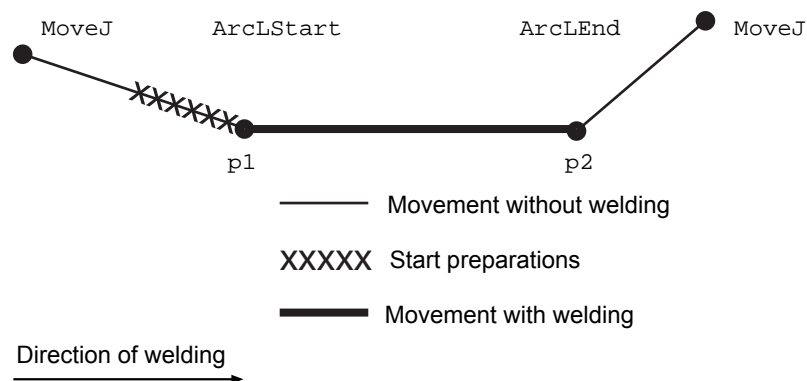 MoveJ ArcLStart ArcLEnd MoveJ
p1 p2
Movement without welding
XXXXX Start preparations
Movement with welding
Direction of welding